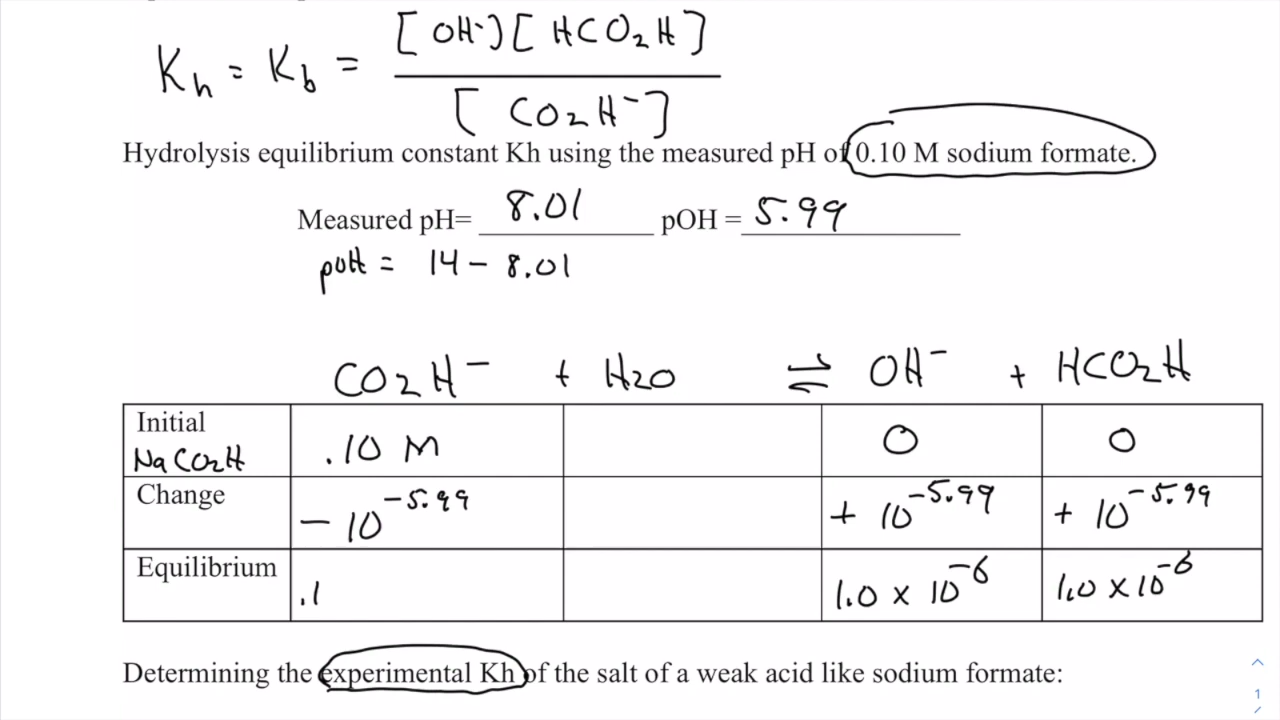 Kh = Kb = [OH-][HCO2H]
[CO2H-]
Hydrolysis equilibrium constant Kh using the measured pH of 0.10 M sodium formate.
Measured pH= 8.01 pOH = 5.99
pOH = 14 - 8.01
CO2H⁻ + H2O ⇌ OH⁻ + HCO2H
Initial
NaCO2H .10 M 0 0
Change - 10^-5.99 + 10^-5.99 + 10^-5.99
Equilibrium .1 1.0 x 10^-6 1.0 x 10^-6
Determining the experimental Kh of the salt of a weak acid like sodium formate:
1